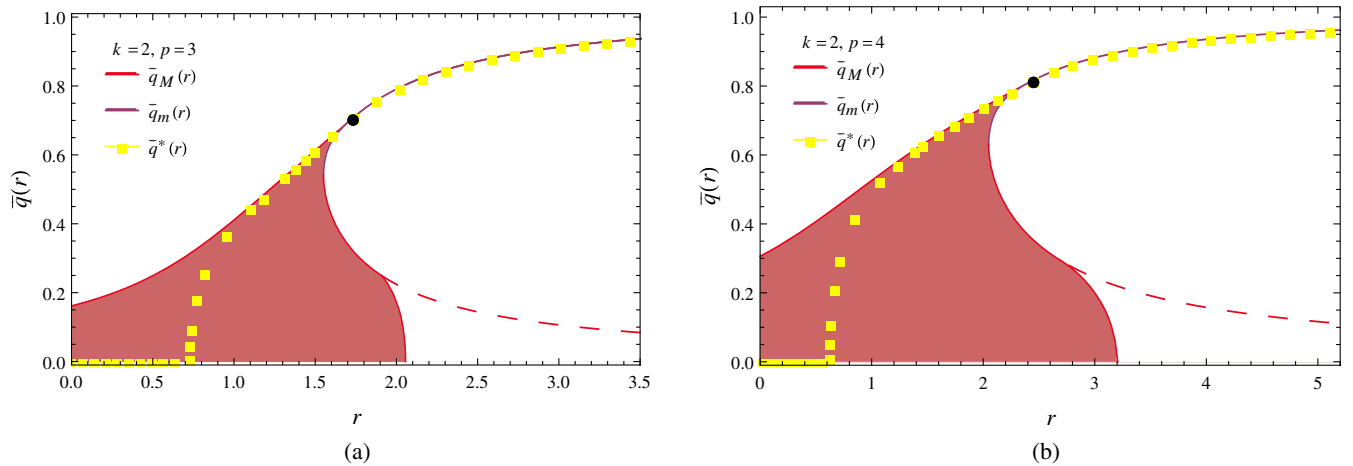 1.0
0.8
0.6
0.4
0.2
0.0
q̄(r)
k=2, p=3
q̄_M(r)
q̄_m(r)
q̄*(r)
0.0 0.5 1.0 1.5 2.0 2.5 3.0 3.5
r
(a)
1.0
0.8
0.6
0.4
0.2
0.0
q̄(r)
k=2, p=4
q̄_M(r)
q̄_m(r)
q̄*(r)
0 1 2 3 4 5
r
(b)